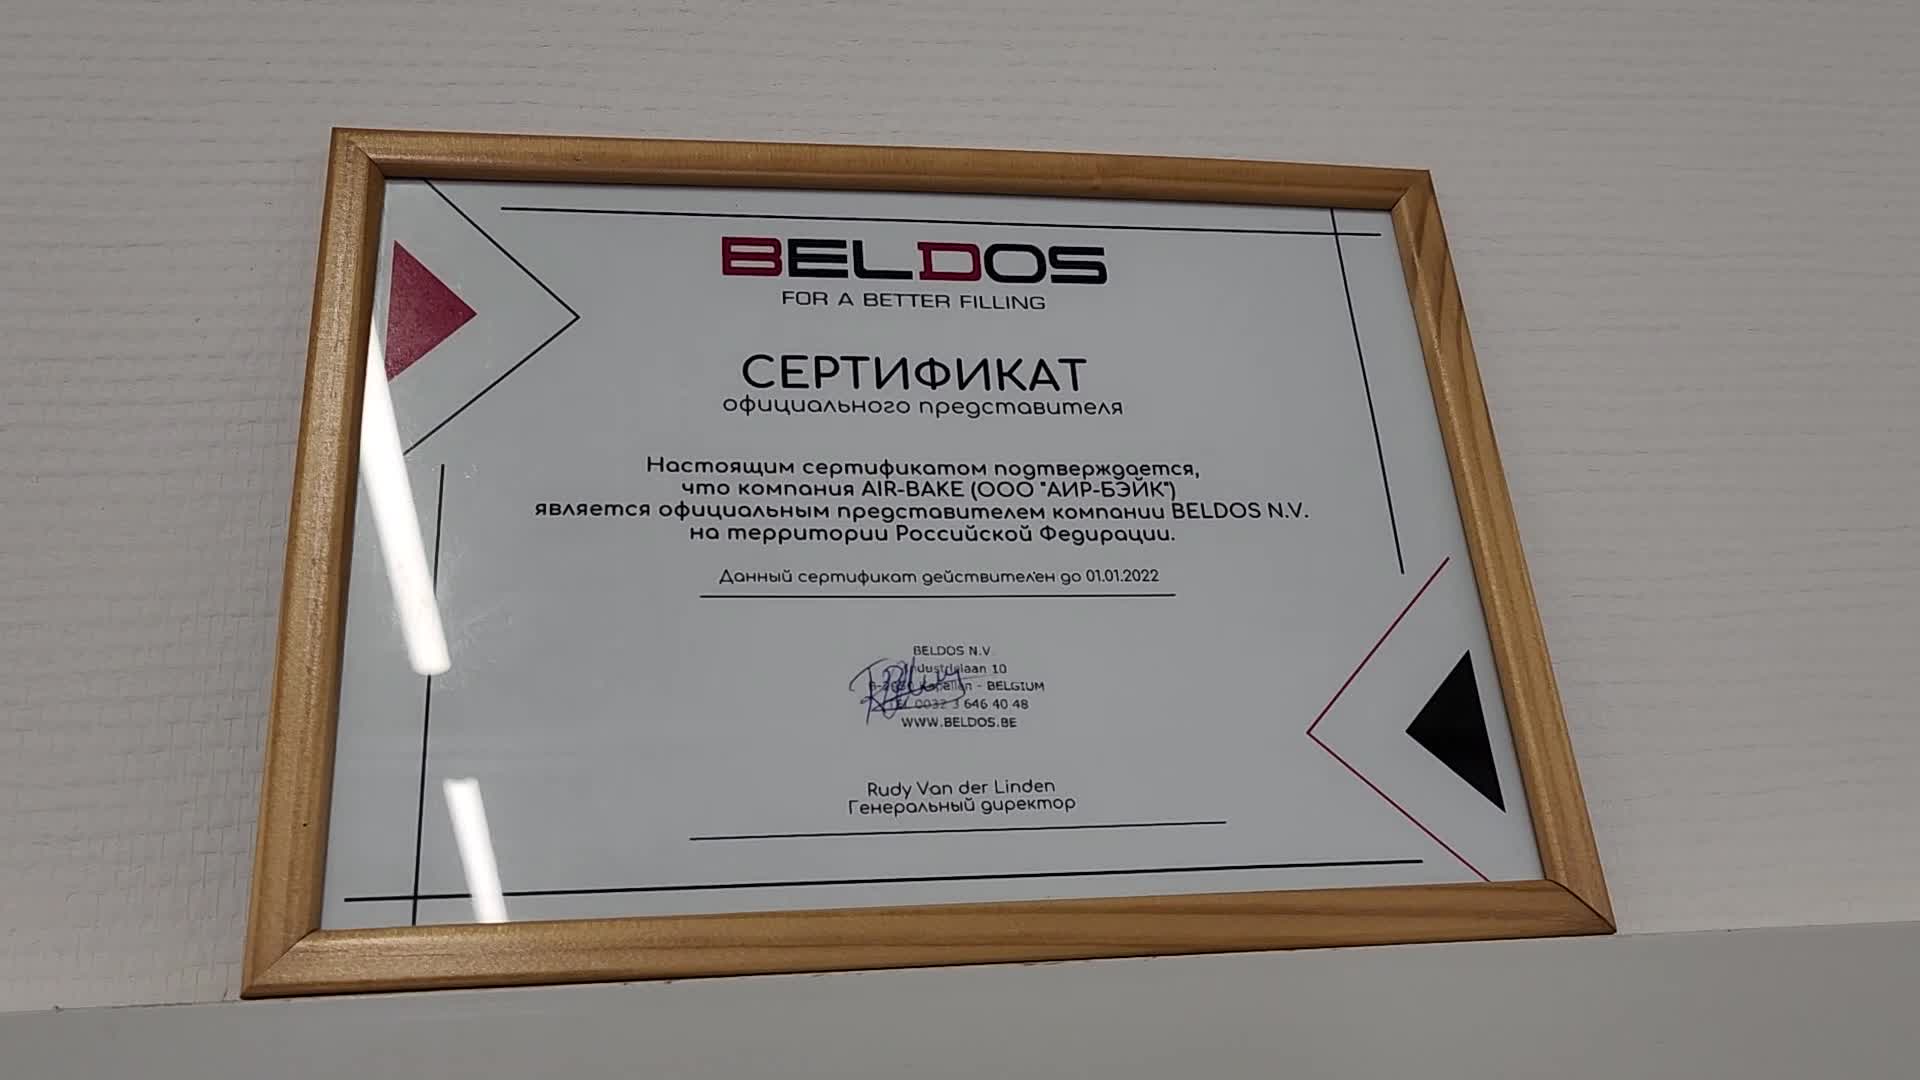 BELDOS
FOR A BETTER FILLING
СЕРТИФИКАТ
официального представителя
Настоящим сертификатом подтверждается,
что компания AIR-BAKE (ООО "АИР-БЭЙК")
является официальным представителем компании BELDOS N.V.
на территории Российской Федирации.
Данный сертификат действителен до 01.01.2022
BELDOS N.V.
10
- BELGIUM
646 40 48
WWW.BELDOS.BE
Rudy Van der Linden
Генеральный директор